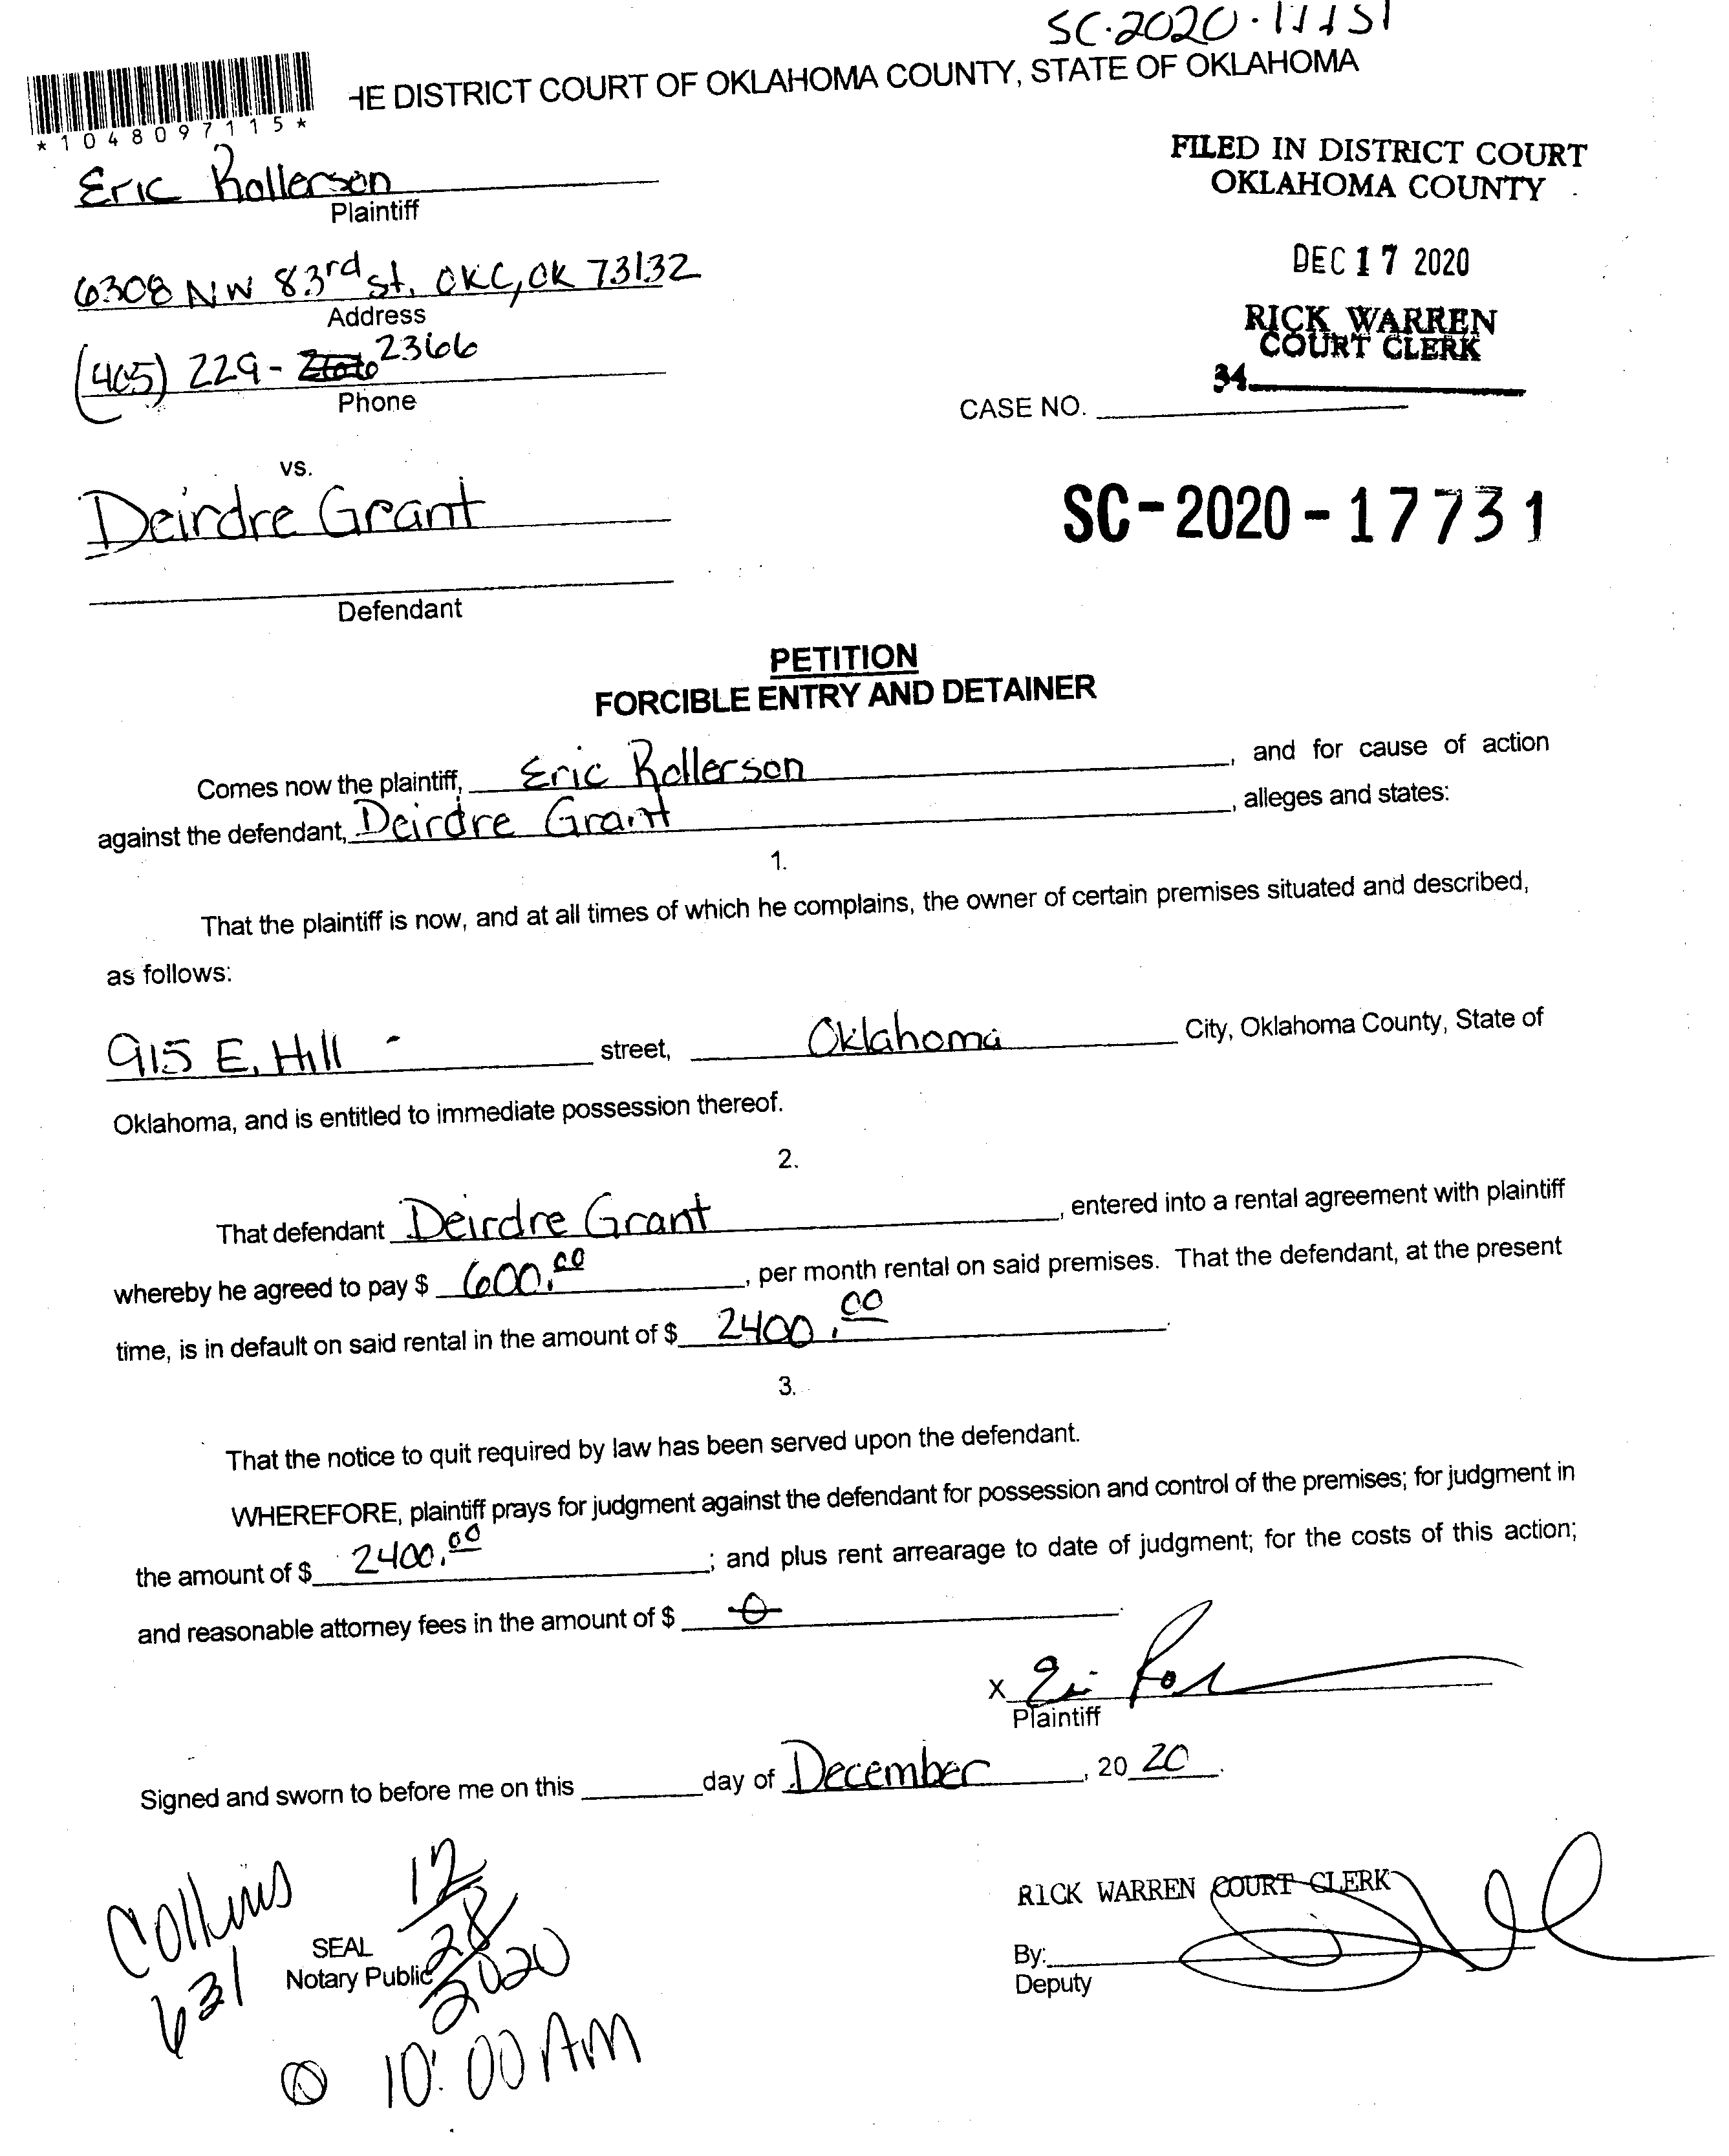 SC-2020-
HE DISTRICT COURT OF OKLAHOMA COUNTY, STATE OF OKLAHOMA
*1048097115*
FILED IN DISTRICT COURT
OKLAHOMA COUNTY
Eric Rollerson
Plaintiff
DEC 17 2020
6308 NW 83rd st. OKC, OK 73132
Address
RICK WARREN
COURT CLERK
34
(405) 229- 2366
Phone
CASE NO.
vs.
Deirdre Grant
SC-2020-17731
Defendant
PETITION
FORCIBLE ENTRY AND DETAINER
Comes now the plaintiff, Eric Rollerson, and for cause of action
against the defendant, Deirdre Grant, alleges and states:
1.
That the plaintiff is now, and at all times of which he complains, the owner of certain premises situated and described,
as follows:
915 E. Hill - street, Oklahoma City, Oklahoma County, State of
Oklahoma, and is entitled to immediate possession thereof.
2.
That defendant Deirdre Grant, entered into a rental agreement with plaintiff
whereby he agreed to pay $ 600.00, per month rental on said premises. That the defendant, at the present
time, is in default on said rental in the amount of $ 2400.00.
3.
That the notice to quit required by law has been served upon the defendant.
WHEREFORE, plaintiff prays for judgment against the defendant for possession and control of the premises; for judgment in
the amount of $ 2400.00; and plus rent arrearage to date of judgment; for the costs of this action;
and reasonable attorney fees in the amount of $ 0.
X
Plaintiff
Signed and sworn to before me on this ______ day of December, 20 20.
Collins
631
12/28/2020
SEAL
Notary Public
@ 10:00 AM
RICK WARREN COURT CLERK
By:
Deputy